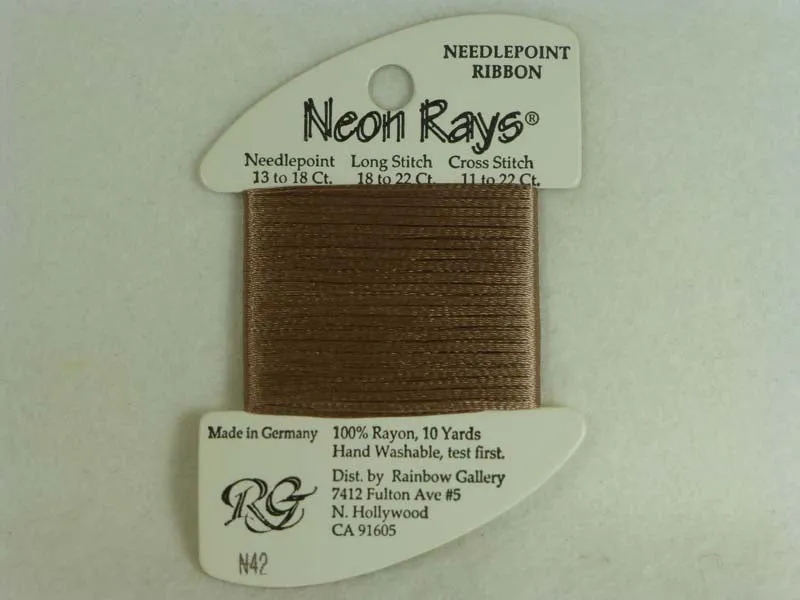 NEEDLEPOINT
RIBBON
Neon Rays®
Needlepoint Long Stitch Cross Stitch
13 to 18 Ct. 18 to 22 Ct. 11 to 22 Ct.
Made in Germany 100% Rayon, 10 Yards
Hand Washable, test first.
Dist. by Rainbow Gallery
7412 Fulton Ave #5
N. Hollywood
CA 91605
RG
N42